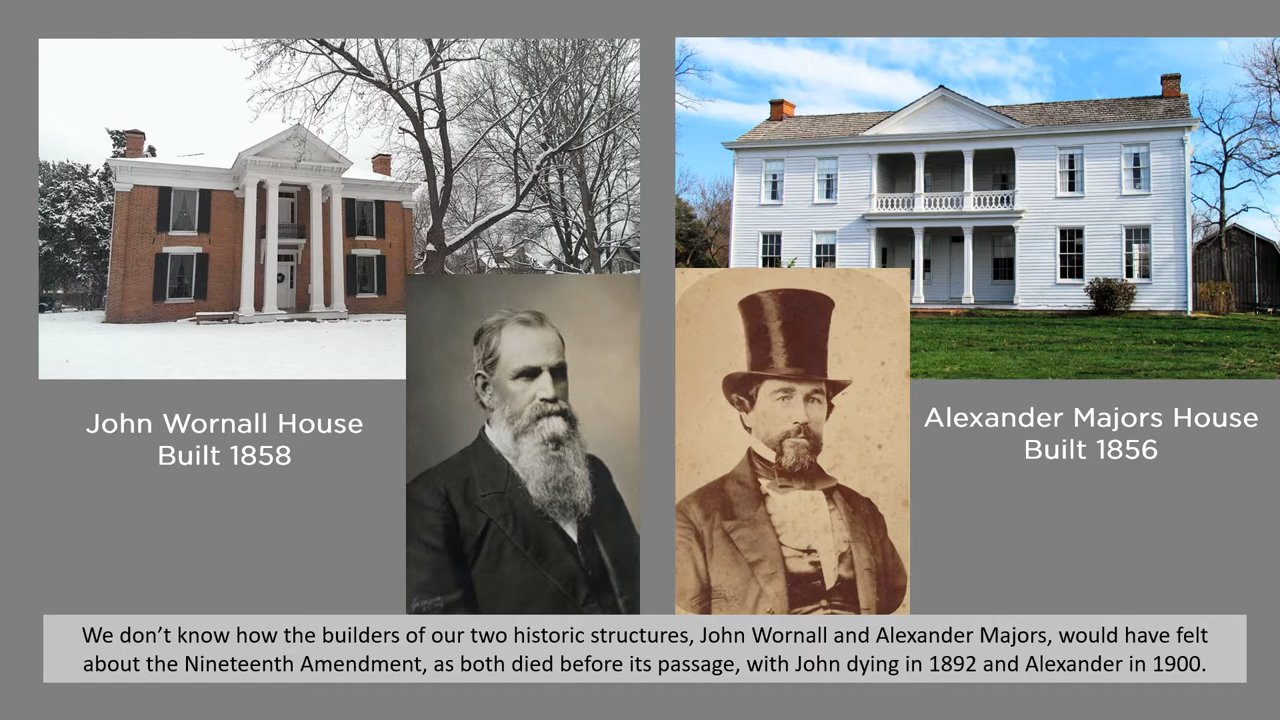 John Wornall House
Built 1858
Alexander Majors House
Built 1856
We don’t know how the builders of our two historic structures, John Wornall and Alexander Majors, would have felt
about the Nineteenth Amendment, as both died before its passage, with John dying in 1892 and Alexander in 1900.